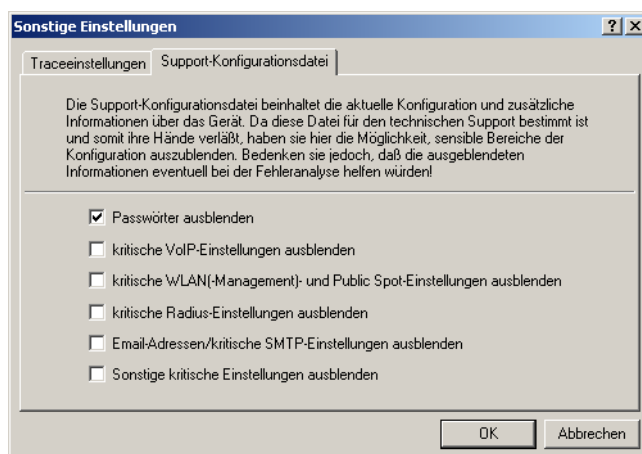 Sonstige Einstellungen
Traceeinstellungen
Support-Konfigurationsdatei
Die Support-Konfigurationsdatei beinhaltet die aktuelle Konfiguration und zusätzliche
Informationen über das Gerät. Da diese Datei für den technischen Support bestimmt ist
und somit ihre Hände verläßt, haben sie hier die Möglichkeit, sensible Bereiche der
Konfiguration auszublenden. Bedenken sie jedoch, daß die ausgeblendeten
Informationen eventuell bei der Fehleranalyse helfen würden!
Passwörter ausblenden
kritische VoIP-Einstellungen ausblenden
kritische WLAN(-Management)- und Public Spot-Einstellungen ausblenden
kritische Radius-Einstellungen ausblenden
Email-Adressen/kritische SMTP-Einstellungen ausblenden
Sonstige kritische Einstellungen ausblenden
OK
Abbrechen